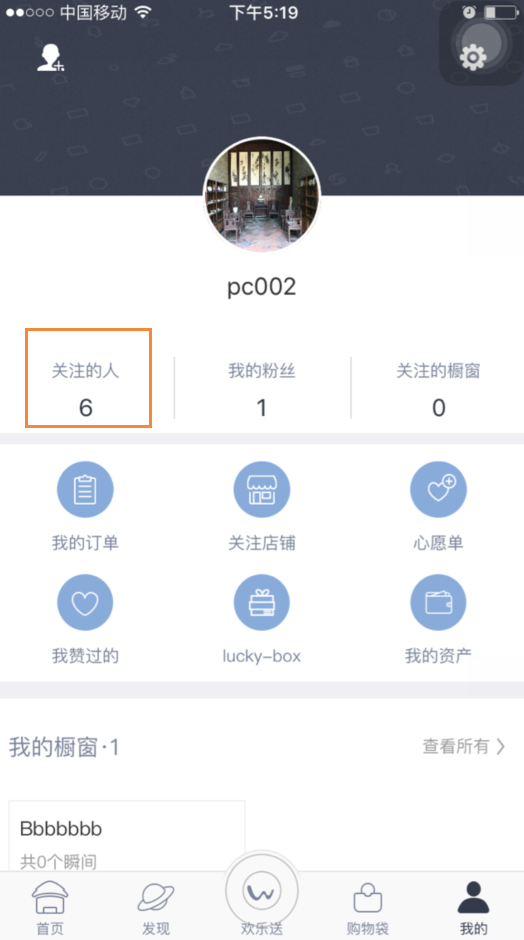 中国移动 下午5:19
pc002
关注的人 我的粉丝 关注的橱窗
6 1 0
我的订单 关注店铺 心愿单
我赞过的 lucky-box 我的资产
我的橱窗·1 查看所有
Bbbbbbb
共0个瞬间
首页 发现 欢乐送 购物袋 我的